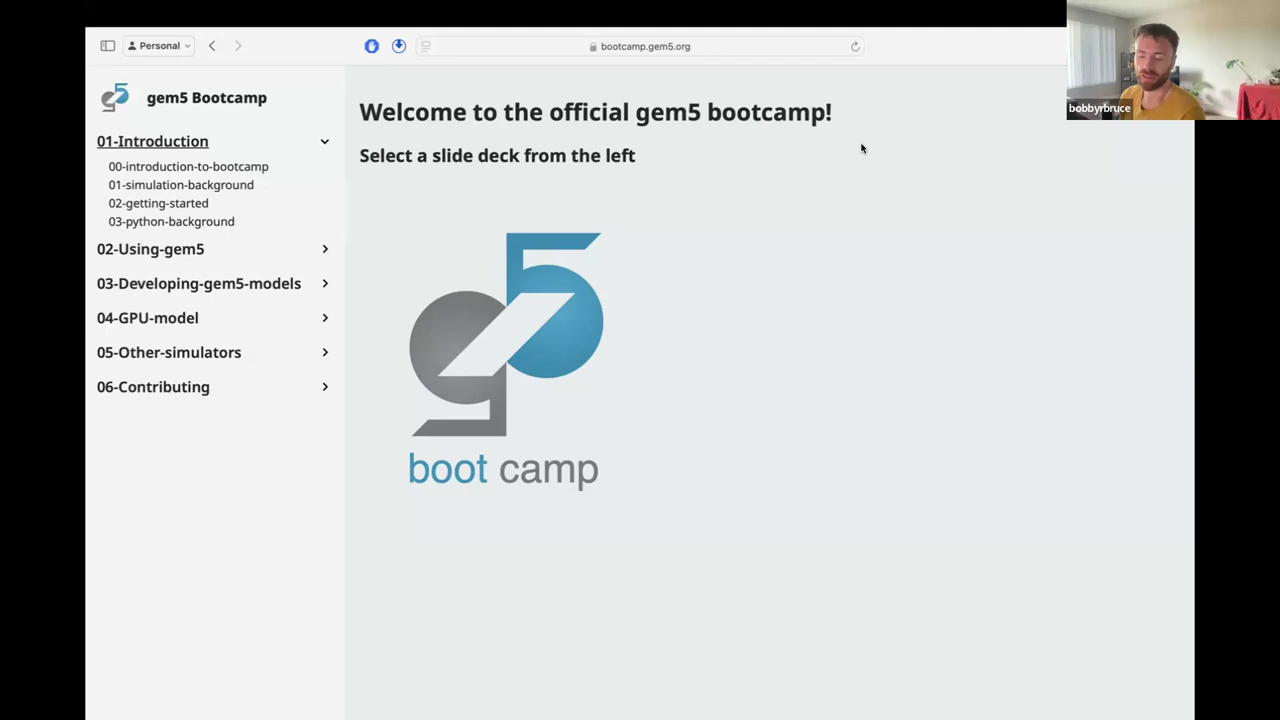 Personal
bootcamp.gem5.org
bobbyrbruce
gem5 Bootcamp
01-Introduction
00-introduction-to-bootcamp
01-simulation-background
02-getting-started
03-python-background
02-Using-gem5
03-Developing-gem5-models
04-GPU-model
05-Other-simulators
06-Contributing
Welcome to the official gem5 bootcamp!
Select a slide deck from the left
g5
boot camp